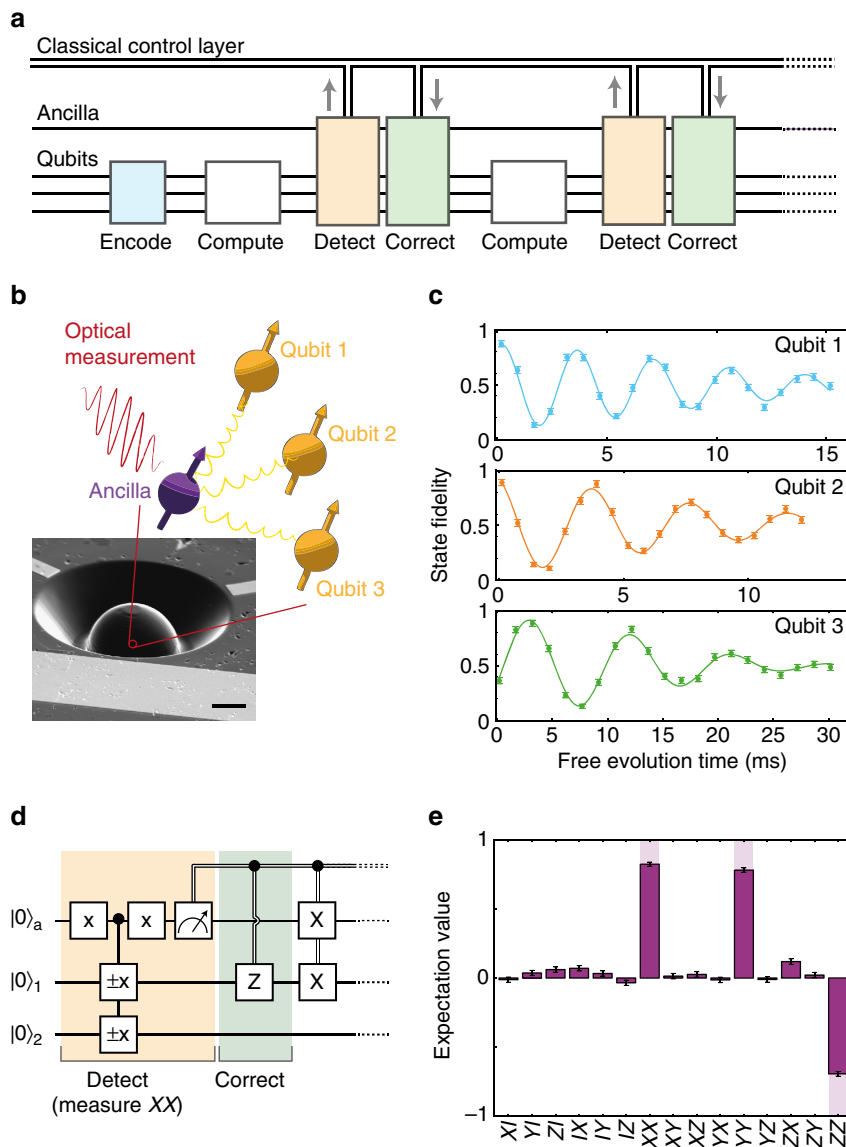 a
Classical control layer
Ancilla
Qubits
Encode Compute Detect Correct Compute Detect Correct
b
Optical
measurement
Qubit 1
Qubit 2
Ancilla
Qubit 3
c
State fidelity
1
0.5
0
Qubit 1
0 5 10 15
1
0.5
0
Qubit 2
0 5 10
1
0.5
0
Qubit 3
0 5 10 15 20 25 30
Free evolution time (ms)
d
|0⟩a x x X
|0⟩1 ±x Z X
|0⟩2 ±x
Detect Correct
(measure XX)
e
Expectation value
1
0
−1
XI YI ZI IX IY IZ XX XY XZ YX YY YZ ZX ZY ZZ